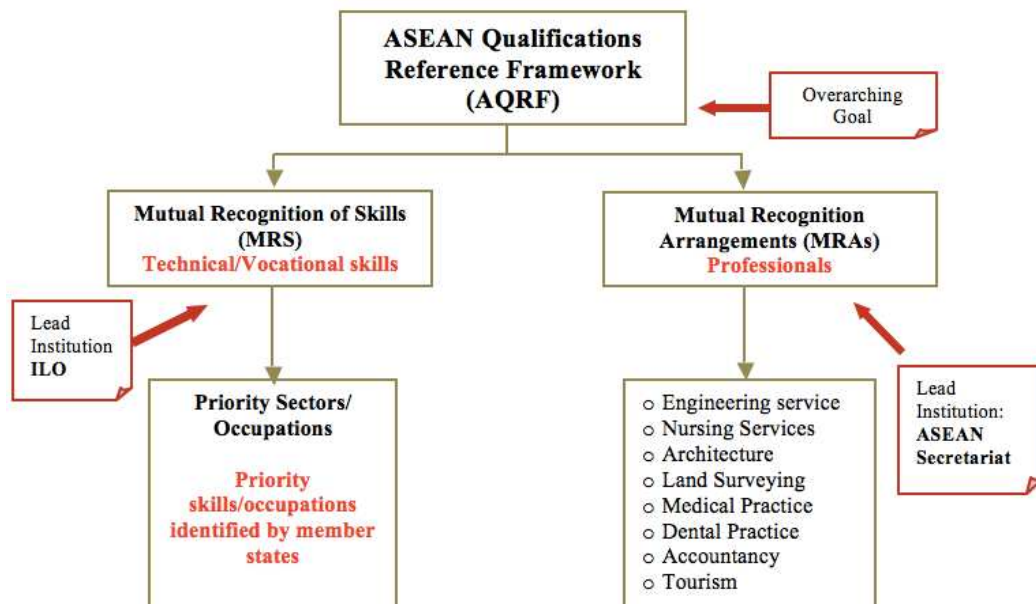 ASEAN Qualifications
Reference Framework
(AQRF)
Overarching
Goal
Mutual Recognition of Skills
(MRS)
Technical/Vocational skills
Mutual Recognition
Arrangements (MRAs)
Professionals
Lead
Institution
ILO
Priority Sectors/
Occupations
Priority
skills/occupations
identified by member
states
o Engineering service
o Nursing Services
o Architecture
o Land Surveying
o Medical Practice
o Dental Practice
o Accountancy
o Tourism
Lead
Institution:
ASEAN
Secretariat